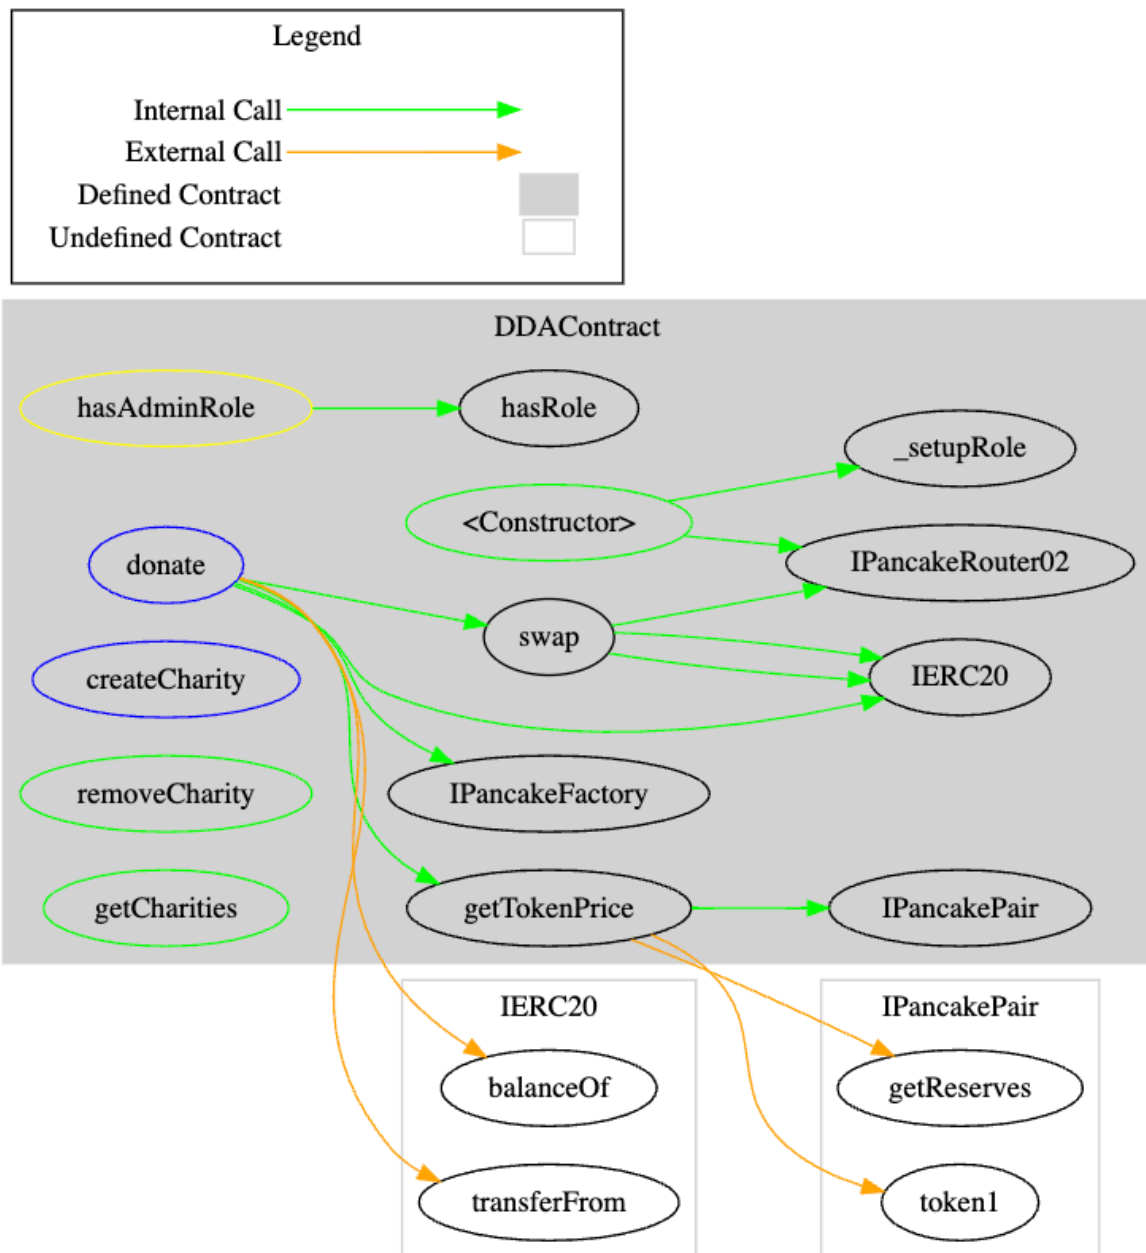 Legend
Internal Call
External Call
Defined Contract
Undefined Contract
DDAContract
hasAdminRole
hasRole
_setupRole
<Constructor>
donate
IPancakeRouter02
swap
createCharity
IERC20
removeCharity
IPancakeFactory
getCharities
getTokenPrice
IPancakePair
IERC20
IPancakePair
balanceOf
getReserves
transferFrom
token1